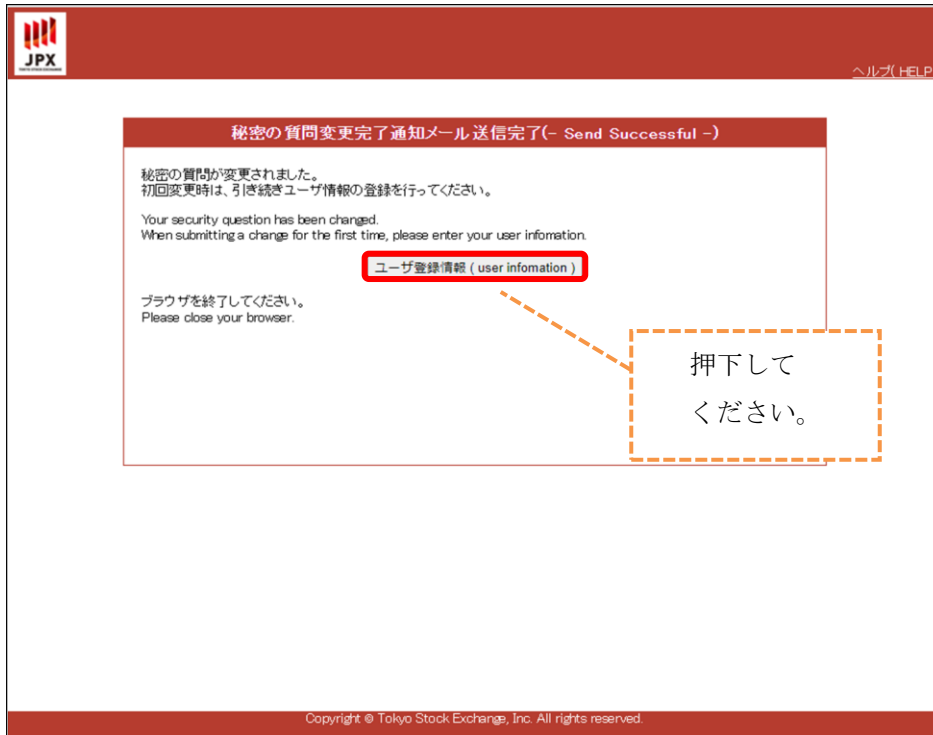 JPX
ヘルプ( HELP
秘密の質問変更完了通知メール送信完了(- Send Successful -)
秘密の質問が変更されました。
初回変更時は、引き続きユーザ情報の登録を行ってください。
Your security question has been changed.
When submitting a change for the first time, please enter your user infomation.
ユーザ登録情報 ( user infomation )
ブラウザを終了してください。
Please close your browser.
押下して
ください。
Copyright © Tokyo Stock Exchange, Inc. All rights reserved.